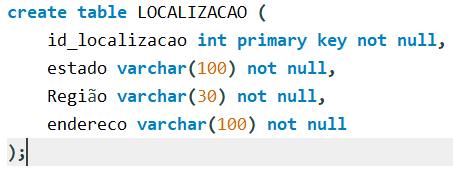 create table LOCALIZACAO (
id_localizacao int primary key not null,
estado varchar(100) not null,
Região varchar(30) not null,
endereco varchar(100) not null
);